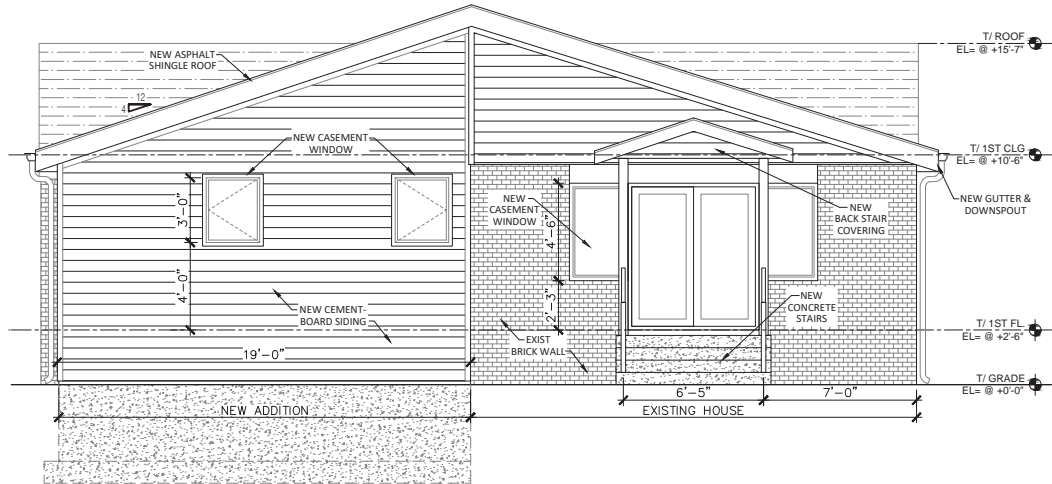 T/ ROOF
EL= @ +15'-7"
NEW ASPHALT
SHINGLE ROOF
12
4
NEW CASEMENT
WINDOW
T/ 1ST CLG
EL= @ +10'-6"
3'-0"
4'-0"
NEW
CASEMENT
WINDOW
4'-6"
2'-3"
NEW
BACK STAIR
COVERING
NEW GUTTER &
DOWNSPOUT
NEW CEMENT-
BOARD SIDING
NEW
CONCRETE
STAIRS
EXIST
BRICK WALL
T/ 1ST FL.
EL= @ +2'-6"
19'-0"
T/ GRADE
EL= @ +0'-0"
6'-5"
7'-0"
NEW ADDITION
EXISTING HOUSE